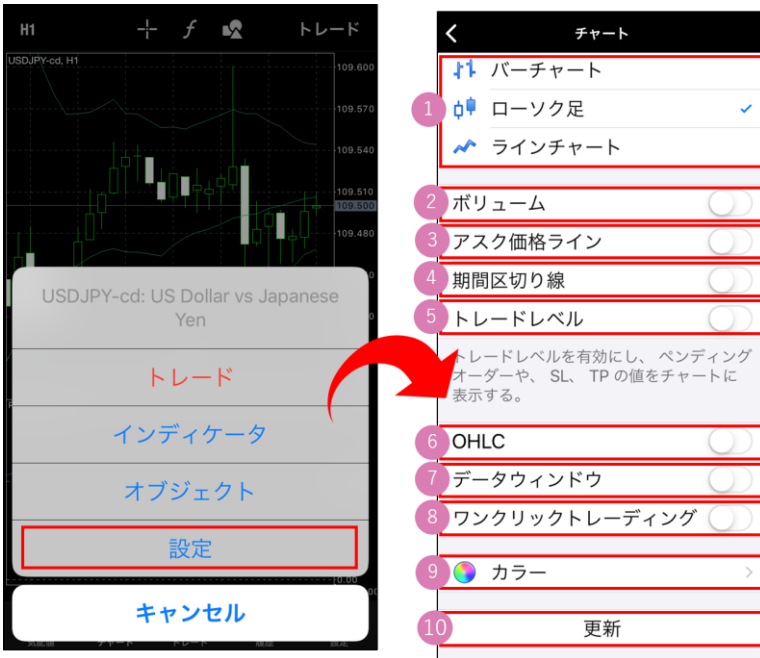 H1
トレード
USDJPY-cd, H1
109.600
109.570
109.540
109.510
109.500
109.480
USDJPY-cd: US Dollar vs Japanese
Yen
トレード
インディケータ
オブジェクト
設定
0.00
キャンセル
チャート
バーチャート
1
ローソク足
ラインチャート
2
ボリューム
3
アスク価格ライン
4
期間区切り線
5
トレードレベル
トレードレベルを有効にし、 ペンディング
オーダーや、 SL、 TP の値をチャートに
表示する。
6
OHLC
7
データウィンドウ
8
ワンクリックトレーディング
9
カラー
10
更新